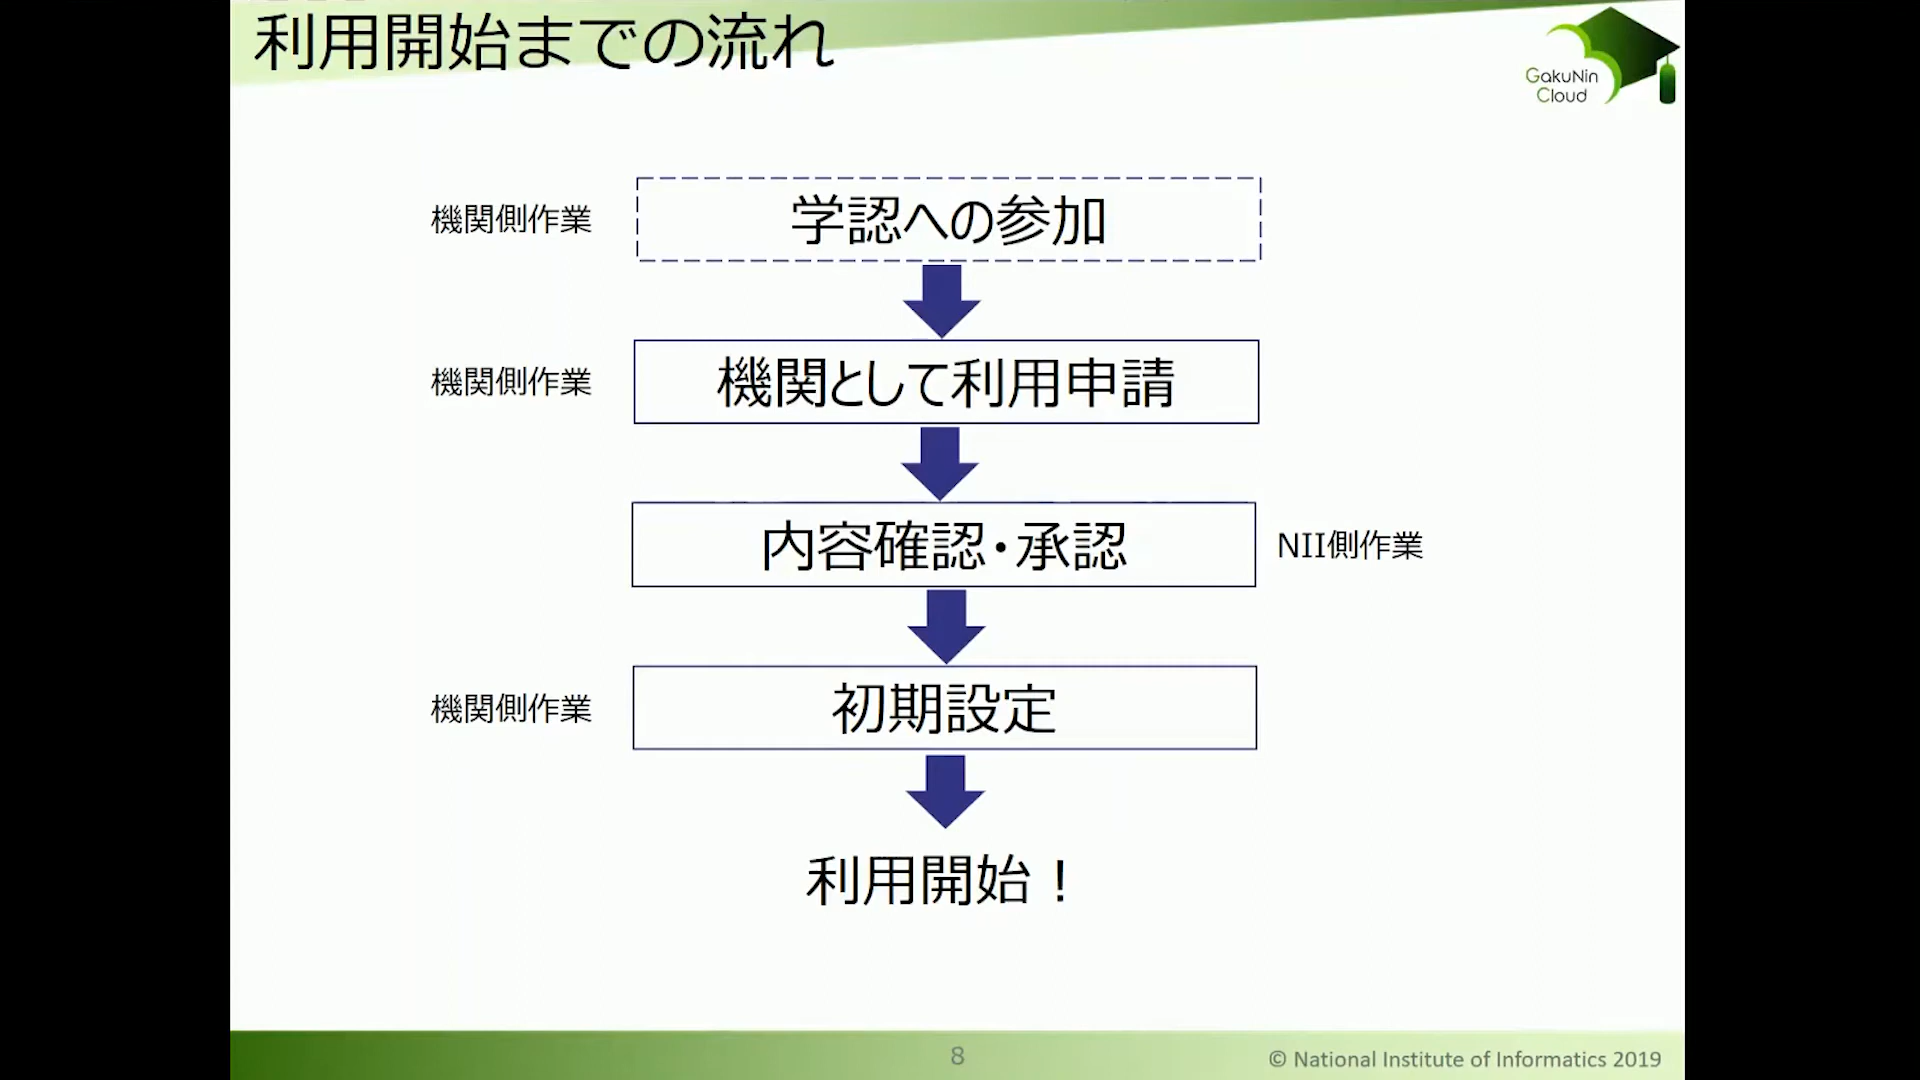 利用開始までの流れ
GakuNin
Cloud
機関側作業
学認への参加
機関側作業
機関として利用申請
内容確認・承認
NII側作業
機関側作業
初期設定
利用開始！
8
© National Institute of Informatics 2019